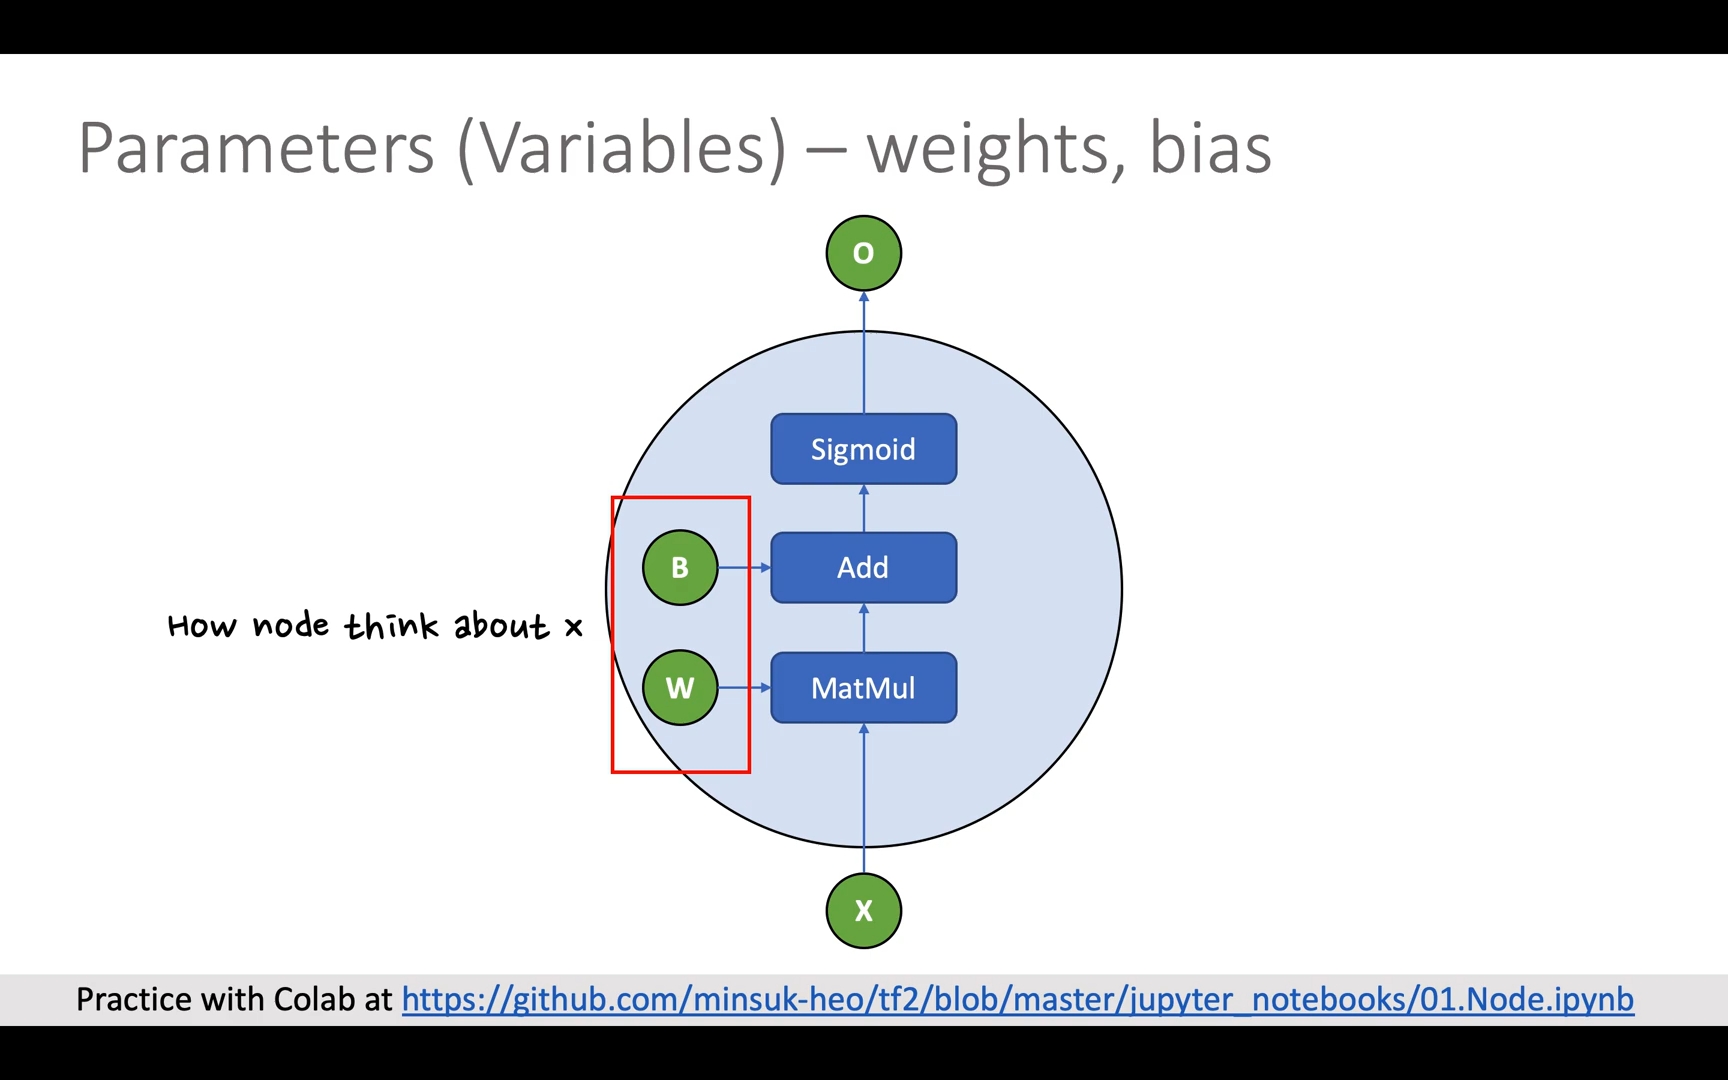 Parameters (Variables) – weights, bias
O
Sigmoid
B
Add
How node think about x
W
MatMul
X
Practice with Colab at https://github.com/minsuk-heo/tf2/blob/master/jupyter_notebooks/01.Node.ipynb